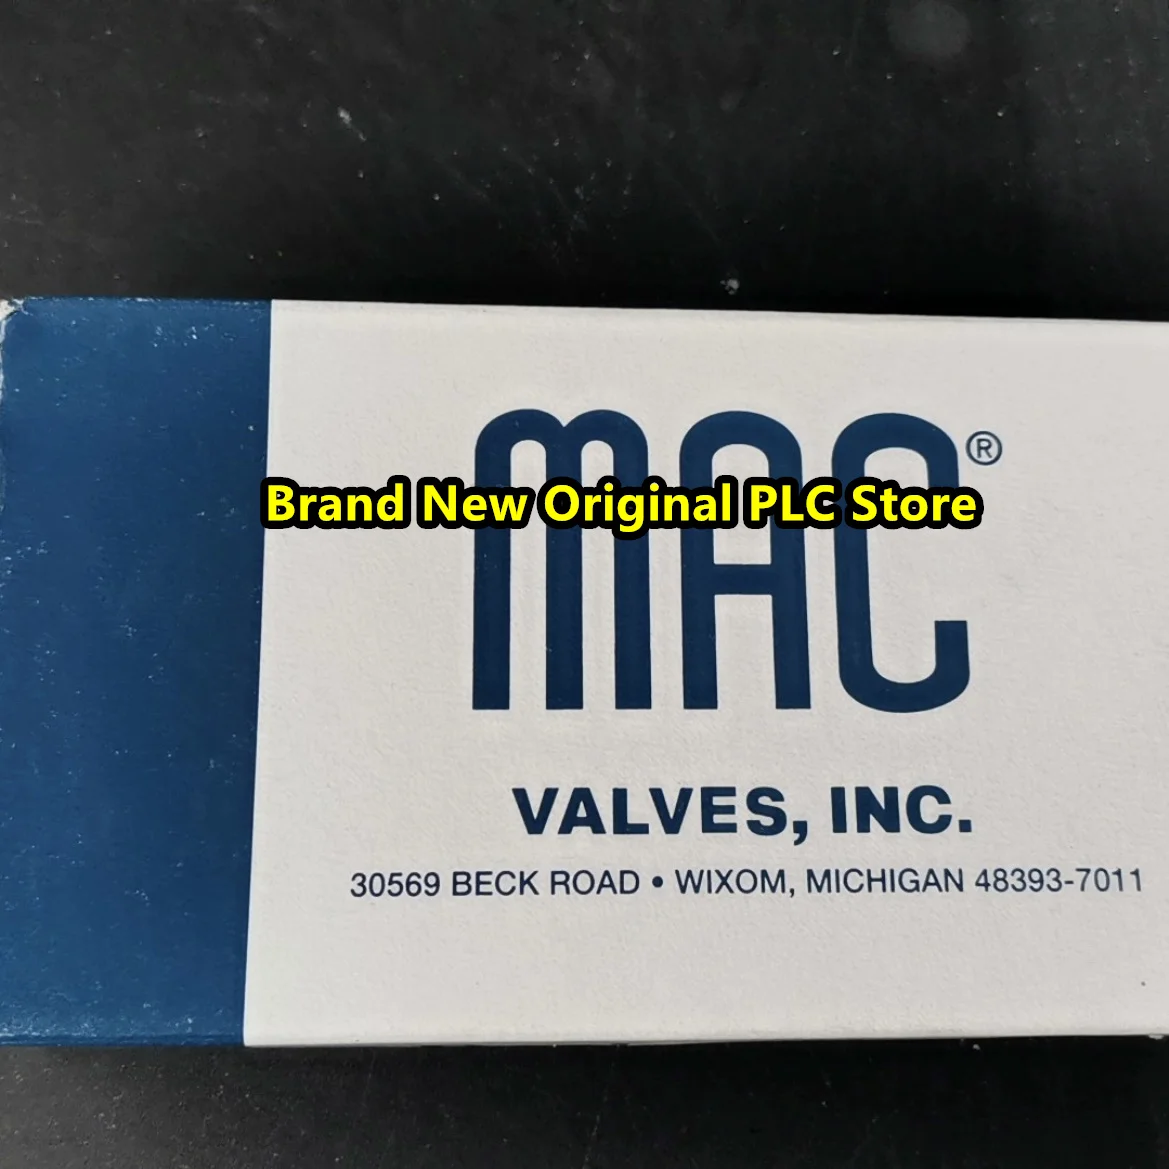 MAC®
Brand New Original PLC Store
VALVES, INC.
30569 BECK ROAD • WIXOM, MICHIGAN 48393-7011